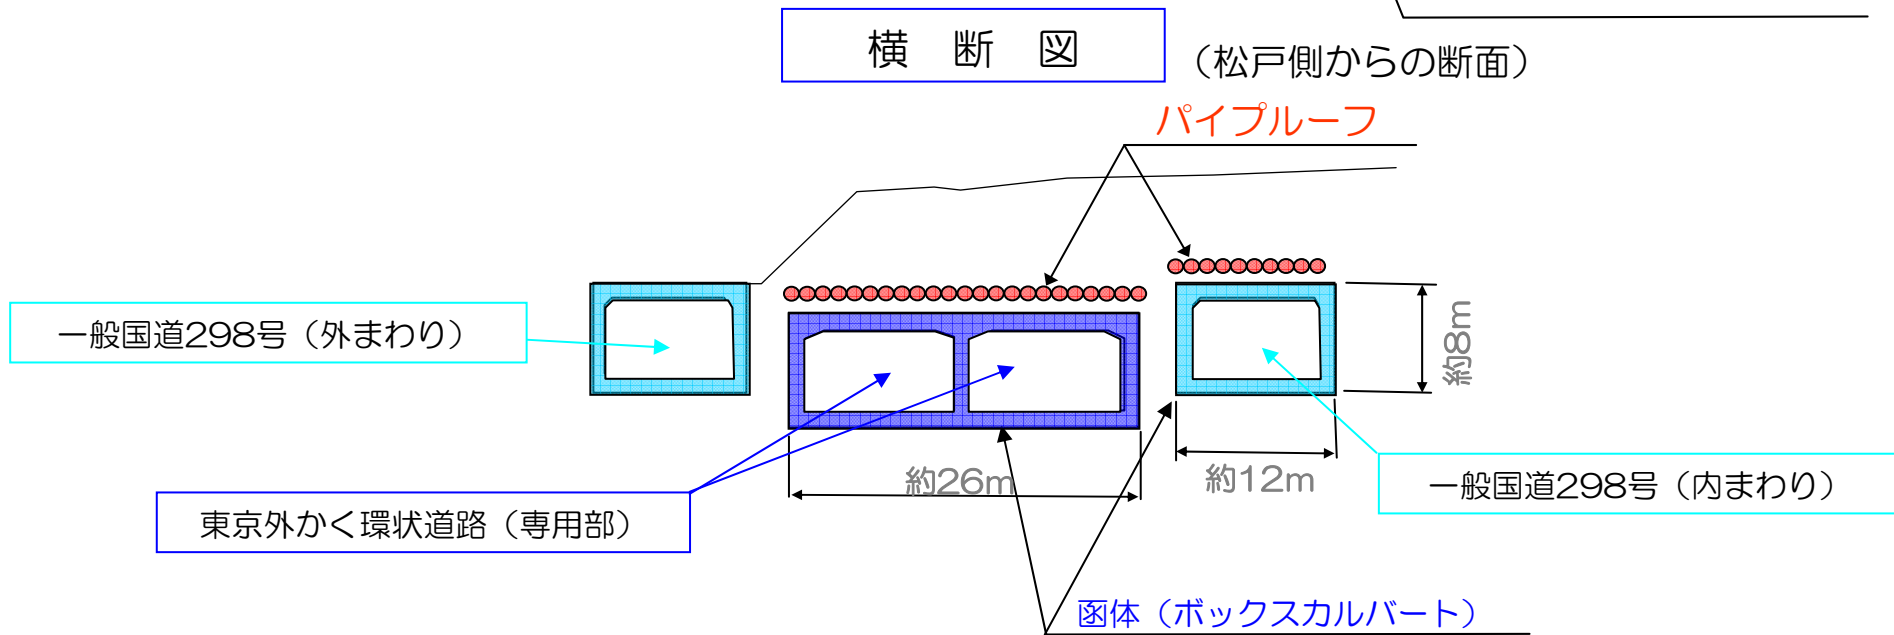 横　断　図
（松戸側からの断面）
パイプルーフ
一般国道298号（外まわり）
約8m
約26m
約12m
一般国道298号（内まわり）
東京外かく環状道路（専用部）
函体（ボックスカルバート）